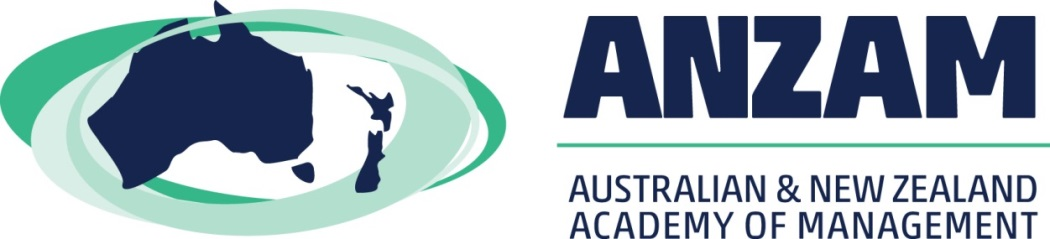 ANZAM
AUSTRALIAN & NEW ZEALAND
ACADEMY OF MANAGEMENT